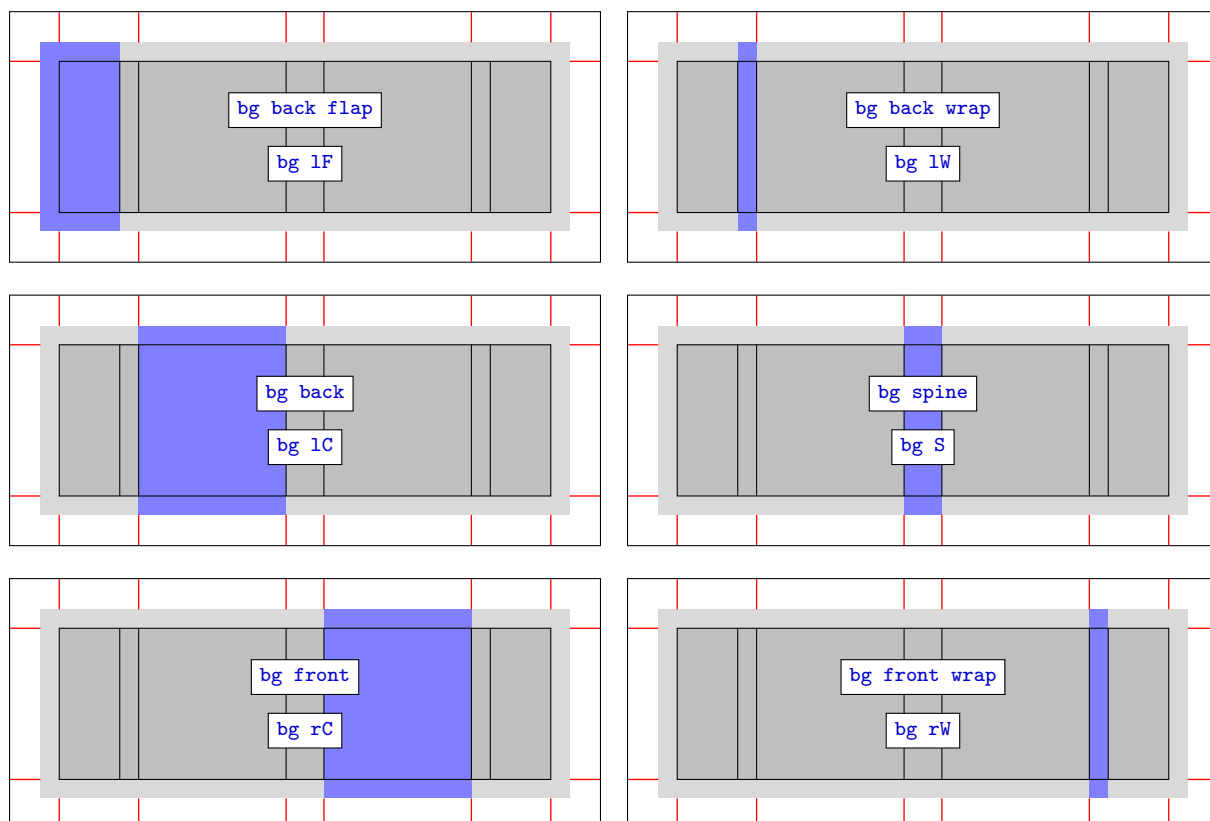 bg back flap
bg lF
bg back wrap
bg lW
bg back
bg lC
bg spine
bg S
bg front
bg rC
bg front wrap
bg rW